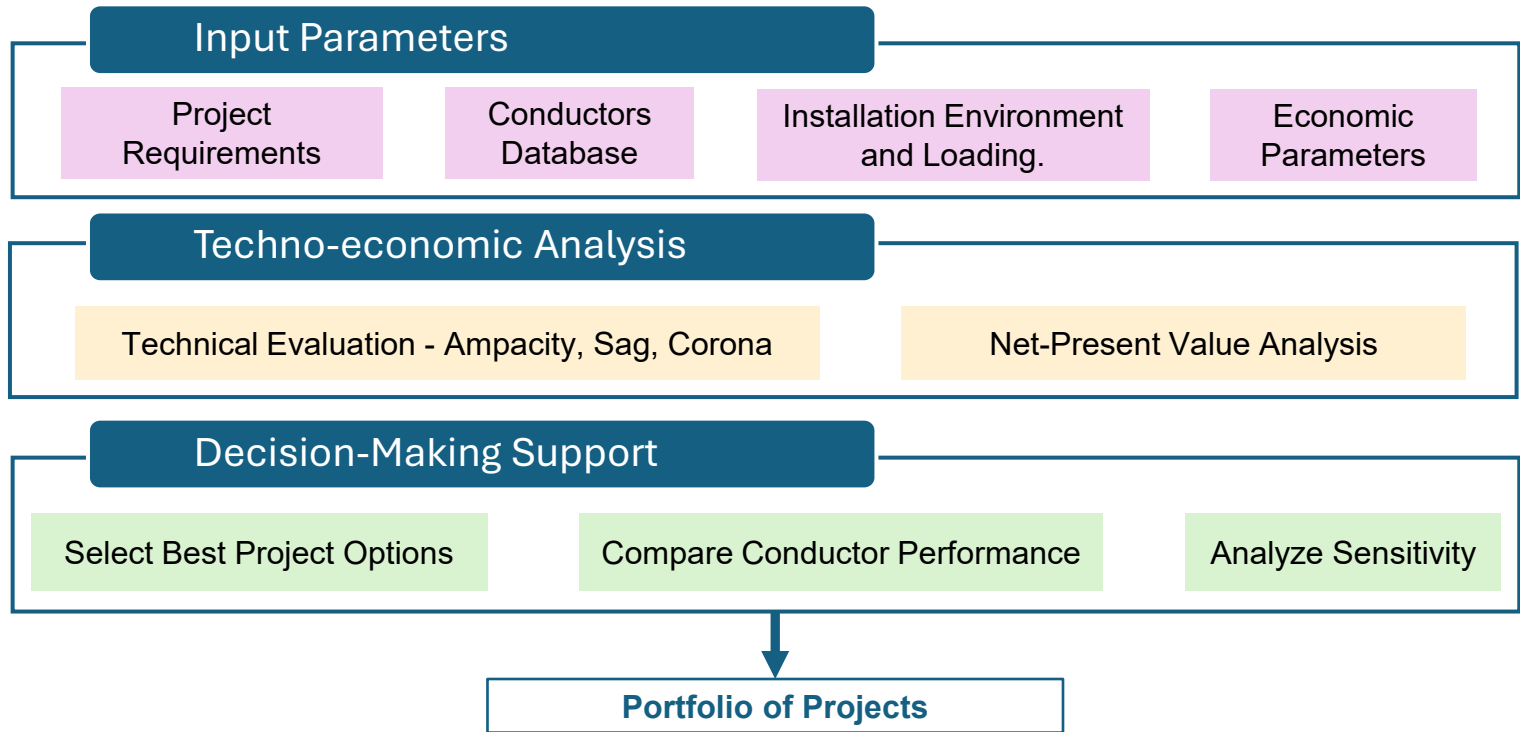 Input Parameters
Project
Requirements
Conductors
Database
Installation Environment
and Loading.
Economic
Parameters
Techno-economic Analysis
Technical Evaluation - Ampacity, Sag, Corona
Net-Present Value Analysis
Decision-Making Support
Select Best Project Options
Compare Conductor Performance
Analyze Sensitivity
Portfolio of Projects